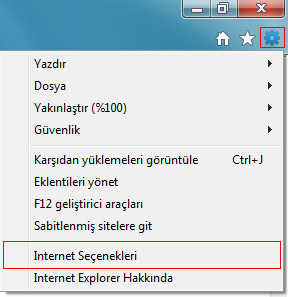 Yazdır
Dosya
Yakınlaştır (%100)
Güvenlik
Karşıdan yüklemeleri görüntüle Ctrl+J
Eklentileri yönet
F12 geliştirici araçları
Sabitlenmiş sitelere git
Internet Seçenekleri
Internet Explorer Hakkında